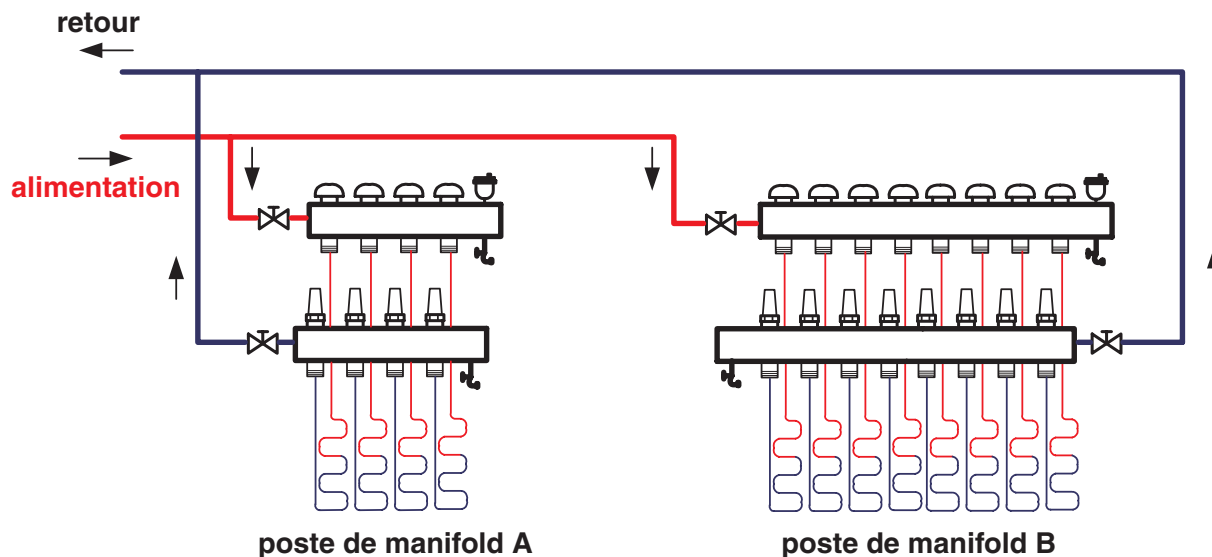 retour
alimentation
poste de manifold A
poste de manifold B